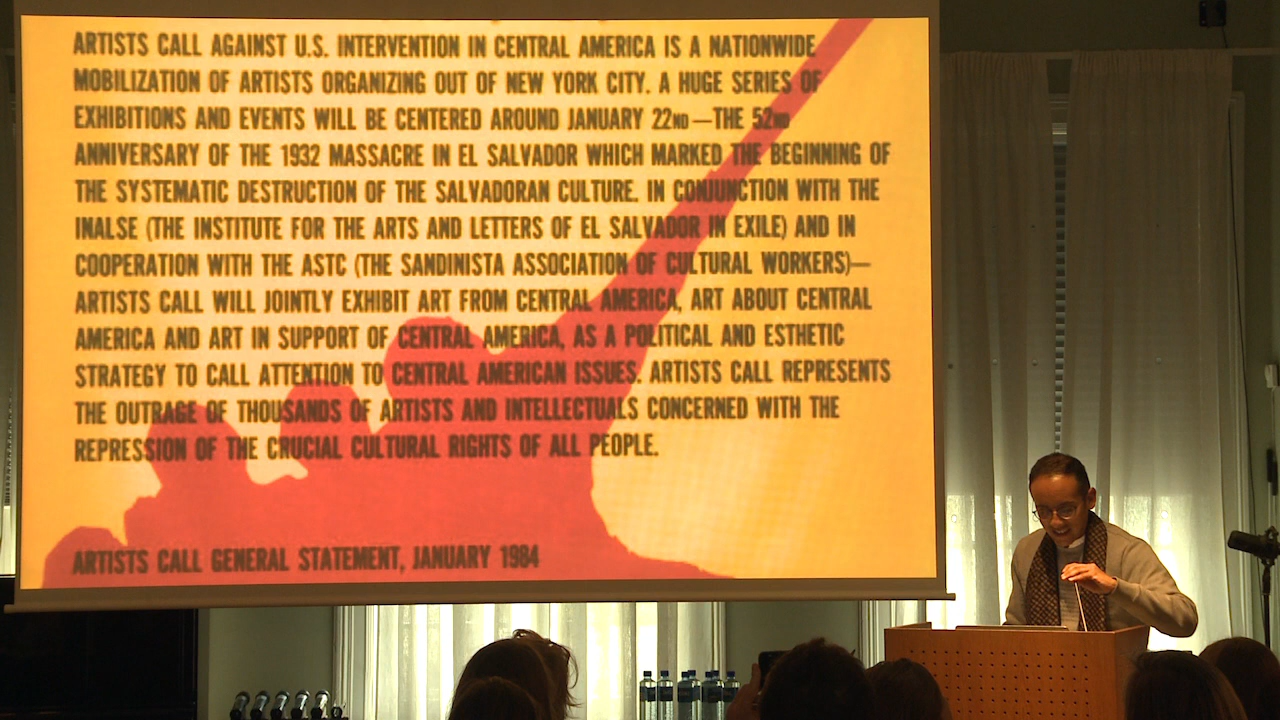 ARTISTS CALL AGAINST U.S. INTERVENTION IN CENTRAL AMERICA IS A NATIONWIDE
MOBILIZATION OF ARTISTS ORGANIZING OUT OF NEW YORK CITY. A HUGE SERIES OF
EXHIBITIONS AND EVENTS WILL BE CENTERED AROUND JANUARY 22ND—THE 52ND
ANNIVERSARY OF THE 1932 MASSACRE IN EL SALVADOR WHICH MARKED THE BEGINNING OF
THE SYSTEMATIC DESTRUCTION OF THE SALVADORAN CULTURE. IN CONJUNCTION WITH THE
INALSE (THE INSTITUTE FOR THE ARTS AND LETTERS OF EL SALVADOR IN EXILE) AND IN
COOPERATION WITH THE ASTC (THE SANDINISTA ASSOCIATION OF CULTURAL WORKERS)—
ARTISTS CALL WILL JOINTLY EXHIBIT ART FROM CENTRAL AMERICA, ART ABOUT CENTRAL
AMERICA AND ART IN SUPPORT OF CENTRAL AMERICA, AS A POLITICAL AND ESTHETIC
STRATEGY TO CALL ATTENTION TO CENTRAL AMERICAN ISSUES. ARTISTS CALL REPRESENTS
THE OUTRAGE OF THOUSANDS OF ARTISTS AND INTELLECTUALS CONCERNED WITH THE
REPRESSION OF THE CRUCIAL CULTURAL RIGHTS OF ALL PEOPLE.
ARTISTS CALL GENERAL STATEMENT, JANUARY 1984